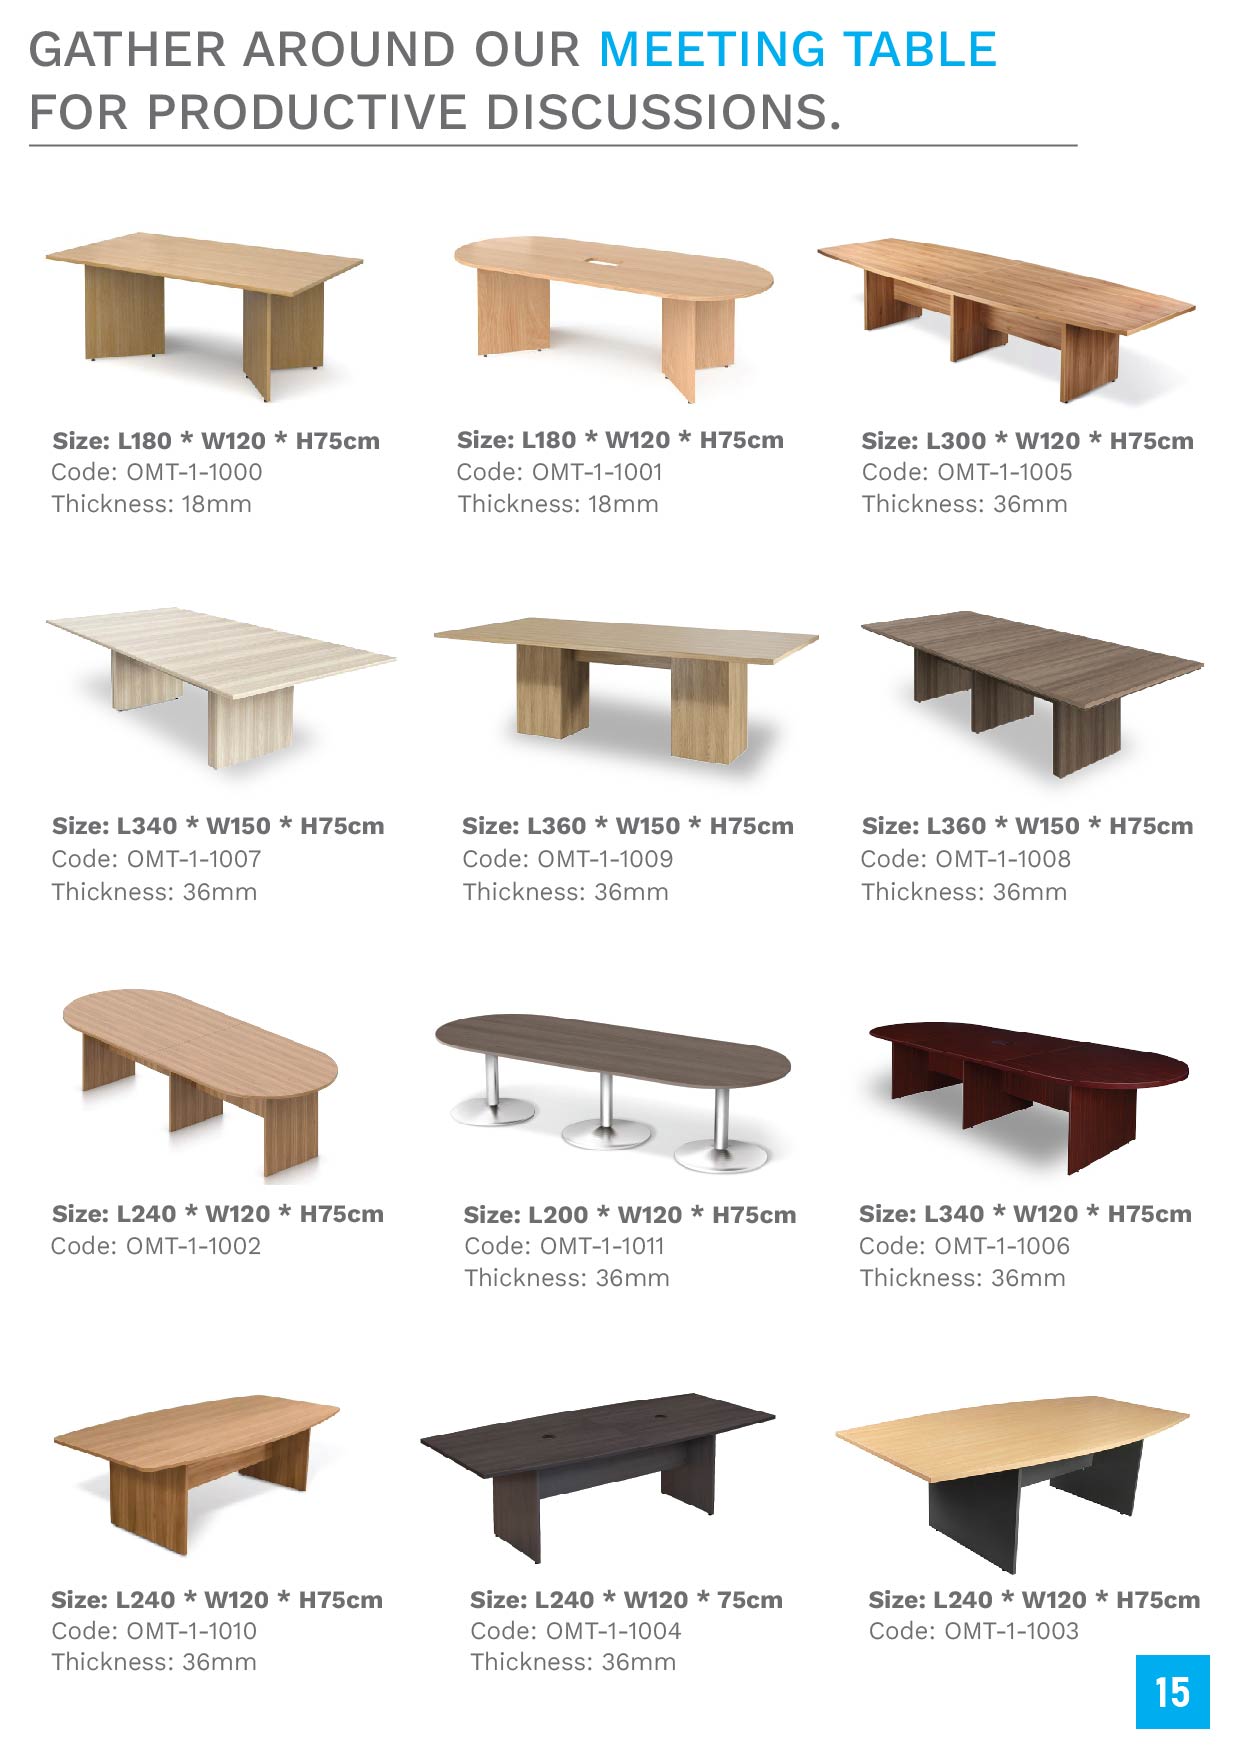 GATHER AROUND OUR MEETING TABLE
FOR PRODUCTIVE DISCUSSIONS.
Size: L180 * W120 * H75cm
Code: OMT-1-1000
Thickness: 18mm
Size: L180 * W120 * H75cm
Code: OMT-1-1001
Thickness: 18mm
Size: L300 * W120 * H75cm
Code: OMT-1-1005
Thickness: 36mm
Size: L340 * W150 * H75cm
Code: OMT-1-1007
Thickness: 36mm
Size: L360 * W150 * H75cm
Code: OMT-1-1009
Thickness: 36mm
Size: L360 * W150 * H75cm
Code: OMT-1-1008
Thickness: 36mm
Size: L240 * W120 * H75cm
Code: OMT-1-1002
Size: L200 * W120 * H75cm
Code: OMT-1-1011
Thickness: 36mm
Size: L340 * W120 * H75cm
Code: OMT-1-1006
Thickness: 36mm
Size: L240 * W120 * H75cm
Code: OMT-1-1010
Thickness: 36mm
Size: L240 * W120 * 75cm
Code: OMT-1-1004
Thickness: 36mm
Size: L240 * W120 * H75cm
Code: OMT-1-1003
15